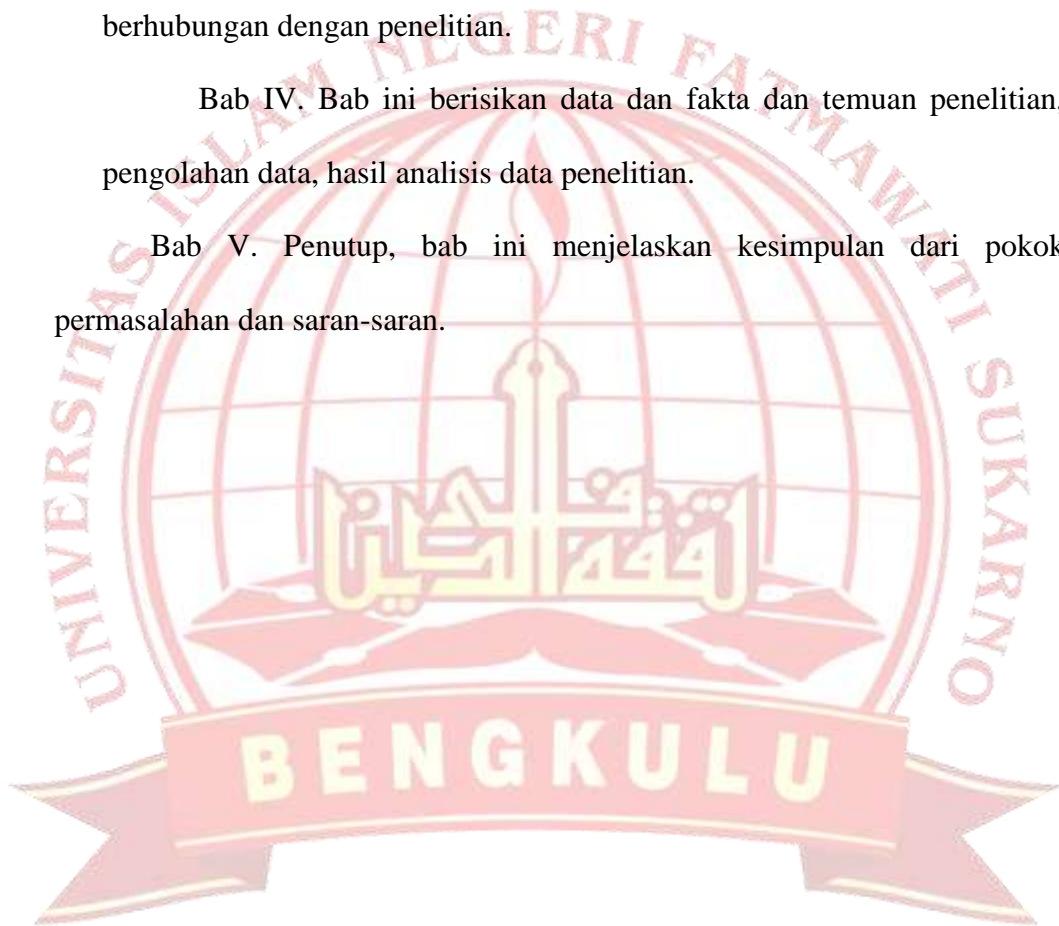 berhubungan dengan penelitian.
Bab IV. Bab ini berisikan data dan fakta dan temuan penelitian,
pengolahan data, hasil analisis data penelitian.
Bab V. Penutup, bab ini menjelaskan kesimpulan dari pokok
permasalahan dan saran-saran.
UNIVERSITAS ISLAM NEGERI FATMAWATI SUKARNO
BENGKULU